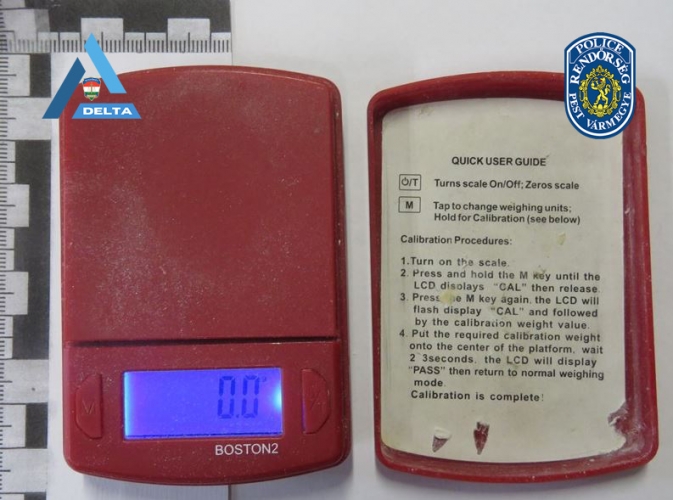 DELTA
POLICE
RENDŐRSÉG
PEST VÁRMEGYE
QUICK USER GUIDE
⏻/T Turns scale On/Off; Zeros scale
M Tap to change weighing units;
Hold for Calibration (see below)
Calibration Procedures:
1.Turn on the scale.
2. Press and hold the M key until the
LCD displays "CAL" then release.
3. Press the M key again, the LCD will
flash display "CAL" and followed
by the calibration weight value.
4. Put the required calibration weight
onto the center of the platform, wait
2~3seconds, the LCD will display
"PASS" then return to normal weighing
mode.
Calibration is complete!
M
0.0
BOSTON2